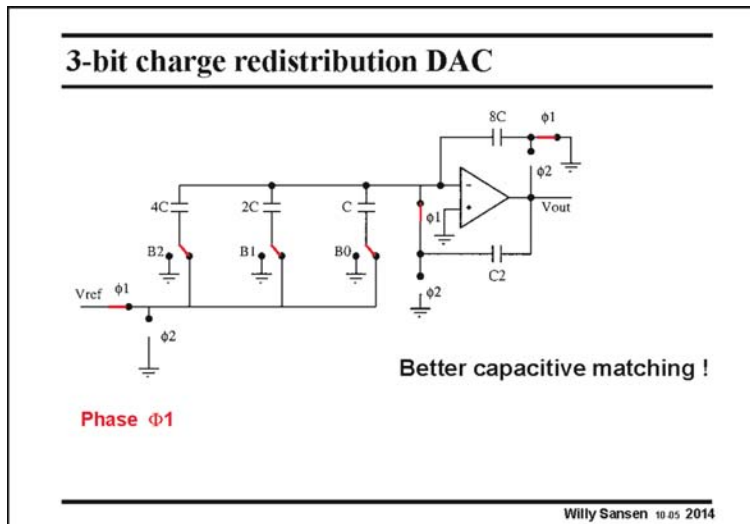 3-bit charge redistribution DAC
8C
ϕ1
ϕ2
4C
2C
C
ϕ1
Vout
B2
B1
B0
C2
Vref
ϕ1
ϕ2
ϕ2
Better capacitive matching !
Phase Φ1
Willy Sansen 10-05 2014